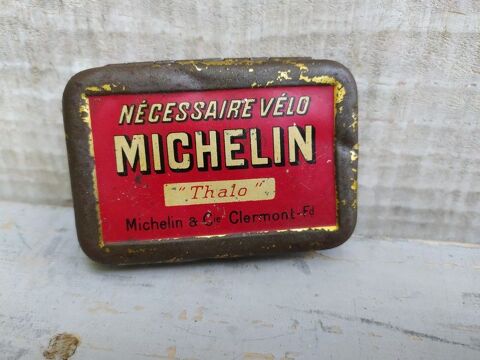 NÉCESSAIRE VÉLO
MICHELIN
"Thalo"
Michelin & Cie Clermont-Fd